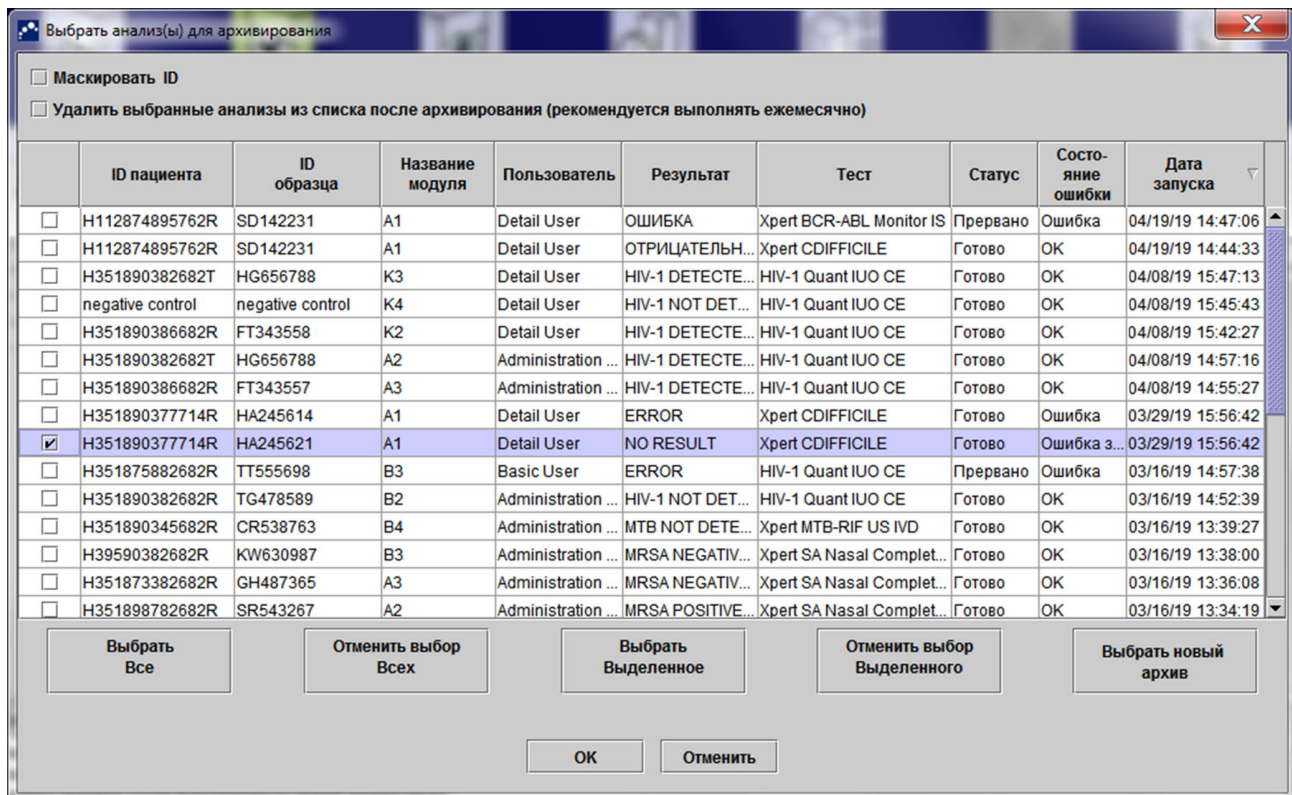 Выбрать анализ(ы) для архивирования
Маскировать ID
Удалить выбранные анализы из списка после архивирования (рекомендуется выполнять ежемесячно)
ID пациента ID образца Название модуля Пользователь Результат Тест Статус Состо-яние ошибки Дата запуска
H112874895762R SD142231 A1 Detail User ОШИБКА Xpert BCR-ABL Monitor IS Прервано Ошибка 04/19/19 14:47:06
H112874895762R SD142231 A1 Detail User ОТРИЦАТЕЛЬН... Xpert CDIFFICILE Готово OK 04/19/19 14:44:33
H351890382682T HG656788 K3 Detail User HIV-1 DETECTE... HIV-1 Quant IUO CE Готово OK 04/08/19 15:47:13
negative control negative control K4 Detail User HIV-1 NOT DET... HIV-1 Quant IUO CE Готово OK 04/08/19 15:45:43
H351890386682R FT343558 K2 Detail User HIV-1 DETECTE... HIV-1 Quant IUO CE Готово OK 04/08/19 15:42:27
H351890382682T HG656788 A2 Administration ... HIV-1 DETECTE... HIV-1 Quant IUO CE Готово OK 04/08/19 14:57:16
H351890386682R FT343557 A3 Administration ... HIV-1 DETECTE... HIV-1 Quant IUO CE Готово OK 04/08/19 14:55:27
H351890377714R HA245614 A1 Detail User ERROR Xpert CDIFFICILE Готово Ошибка 03/29/19 15:56:42
H351890377714R HA245621 A1 Detail User NO RESULT Xpert CDIFFICILE Готово Ошибка з... 03/29/19 15:56:42
H351875882682R TT555698 B3 Basic User ERROR HIV-1 Quant IUO CE Прервано Ошибка 03/16/19 14:57:38
H351890382682R TG478589 B2 Administration ... HIV-1 NOT DET... HIV-1 Quant IUO CE Готово OK 03/16/19 14:52:39
H351890345682R CR538763 B4 Administration ... MTB NOT DETE... Xpert MTB-RIF US IVD Готово OK 03/16/19 13:39:27
H39590382682R KW630987 B3 Administration ... MRSA NEGATIV... Xpert SA Nasal Complet... Готово OK 03/16/19 13:38:00
H351873382682R GH487365 A3 Administration ... MRSA NEGATIV... Xpert SA Nasal Complet... Готово OK 03/16/19 13:36:08
H351898782682R SR543267 A2 Administration ... MRSA POSITIVE... Xpert SA Nasal Complet... Готово OK 03/16/19 13:34:19
Выбрать Все
Отменить выбор Всех
Выбрать Выделенное
Отменить выбор Выделенного
Выбрать новый архив
OK
Отменить